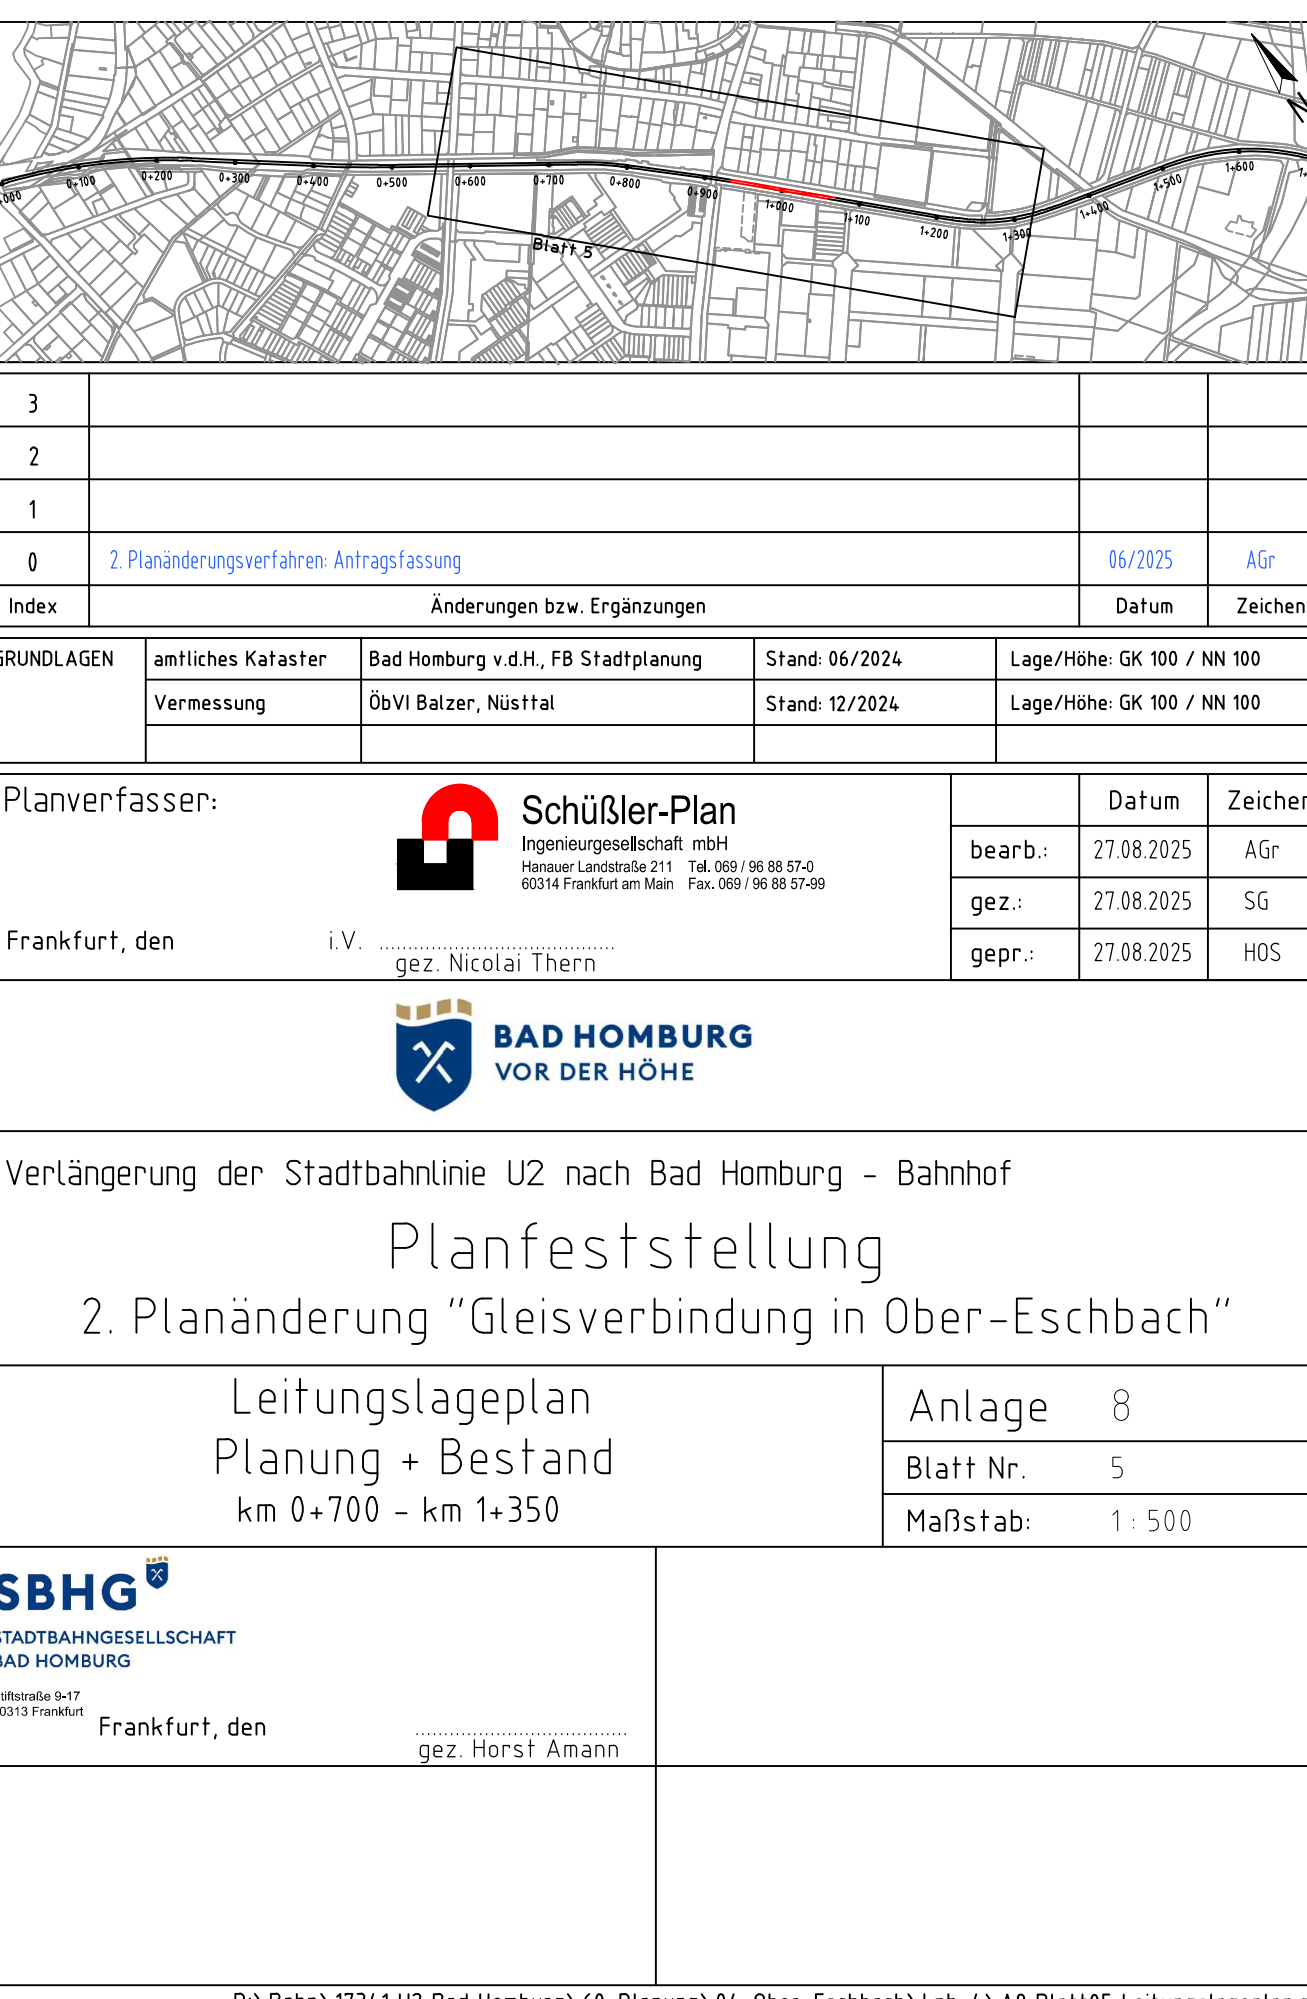 +000 0+100 0+200 0+300 0+400 0+500 0+600 0+700 0+800 0+900 1+000 1+100 1+200 1+300 1+400 1+500 1+600
N
Blatt 5
3
2
1
0 2. Planänderungsverfahren: Antragsfassung 06/2025 AGr
Index Änderungen bzw. Ergänzungen Datum Zeichen
GRUNDLAGEN amtliches Kataster Bad Homburg v.d.H., FB Stadtplanung Stand: 06/2024 Lage/Höhe: GK 100 / NN 100
Vermessung ÖbVI Balzer, Nüsttal Stand: 12/2024 Lage/Höhe: GK 100 / NN 100
Planverfasser:
Schüßler-Plan
Ingenieurgesellschaft mbH
Hanauer Landstraße 211 Tel. 069 / 96 88 57-0
60314 Frankfurt am Main Fax. 069 / 96 88 57-99
Datum Zeichen
bearb.: 27.08.2025 AGr
gez.: 27.08.2025 SG
gepr.: 27.08.2025 HOS
Frankfurt, den i.V. ........................................
gez. Nicolai Thern
BAD HOMBURG
VOR DER HÖHE
Verlängerung der Stadtbahnlinie U2 nach Bad Homburg - Bahnhof
Planfeststellung
2. Planänderung "Gleisverbindung in Ober-Eschbach"
Leitungslageplan
Planung + Bestand
km 0+700 - km 1+350
Anlage 8
Blatt Nr. 5
Maßstab: 1 : 500
SBHG
STADTBAHNGESELLSCHAFT
BAD HOMBURG
tiftstraße 9-17
0313 Frankfurt
Frankfurt, den ....................................
gez. Horst Amann